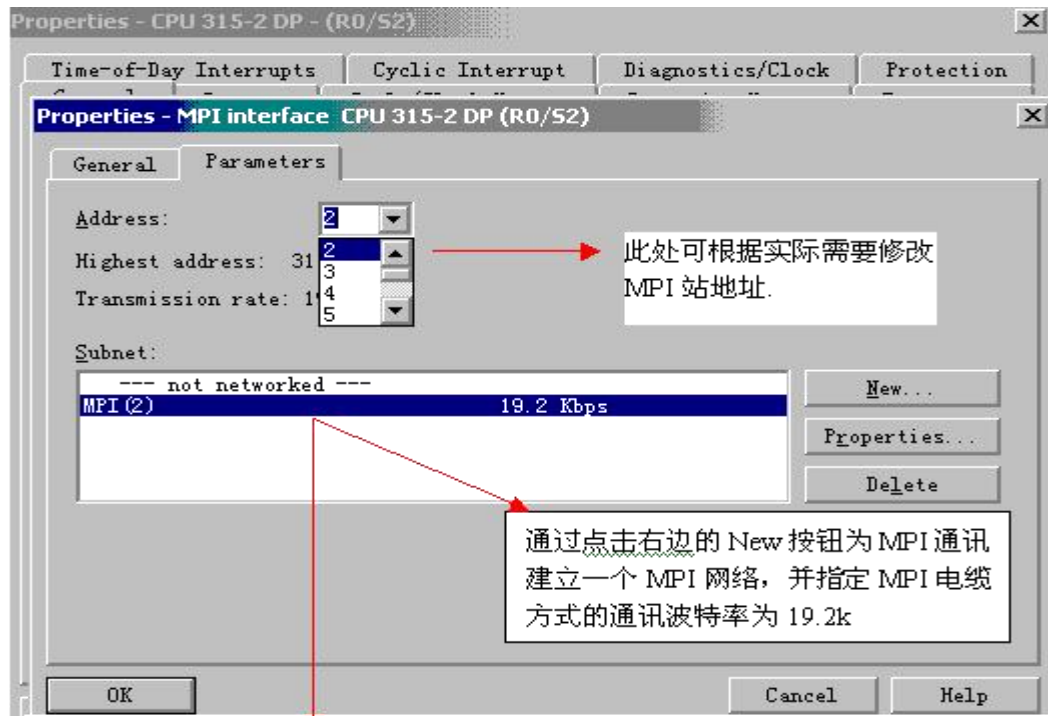 Properties - CPU 315-2 DP - (R0/S2)
Time-of-Day Interrupts Cyclic Interrupt Diagnostics/Clock Protection
Properties - MPI interface CPU 315-2 DP (R0/S2)
General Parameters
Address: 2
2
3
4
5
此处可根据实际需要修改
MPI 站地址.
Highest address: 31
Transmission rate:
Subnet:
--- not networked ---
MPI(2) 19.2 Kbps
New...
Properties...
Delete
通过点击右边的 New 按钮为 MPI 通讯
建立一个 MPI 网络，并指定 MPI 电缆
方式的通讯波特率为 19.2k
OK Cancel Help